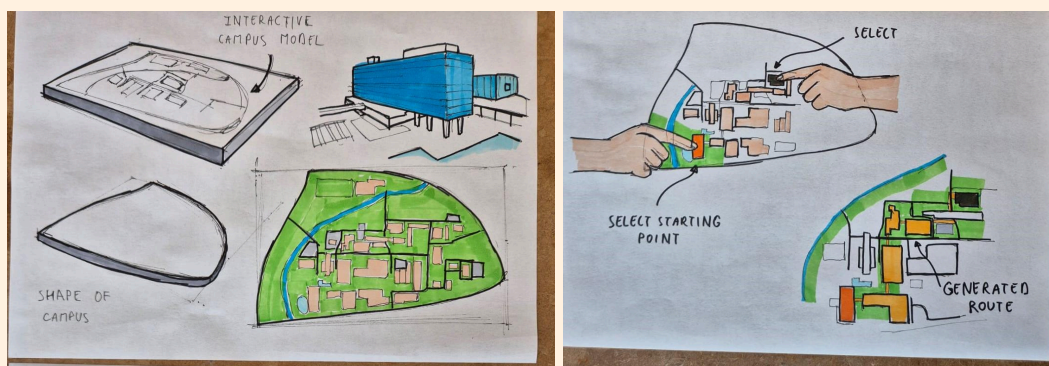 INTERACTIVE
CAMPUS MODEL
SHAPE OF
CAMPUS
SELECT
SELECT STARTING
POINT
GENERATED
ROUTE